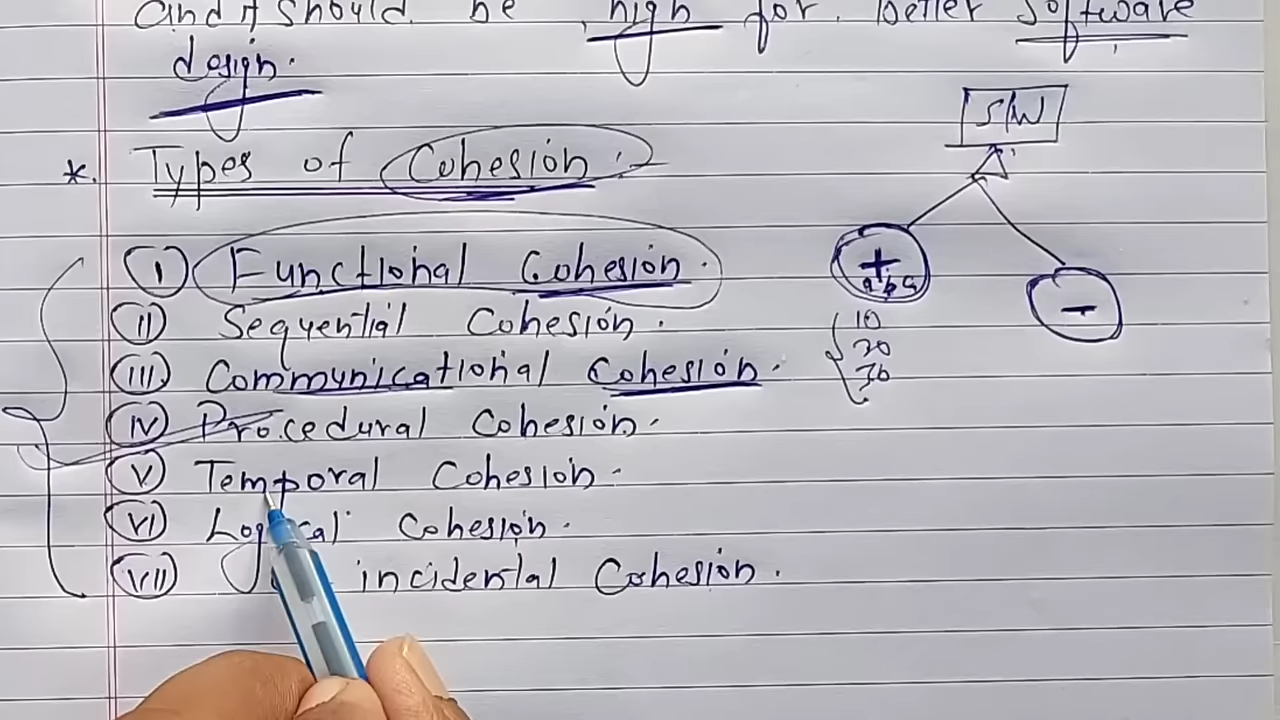 and it should be high for better software
design.
*. Types of Cohesion :-
(i) Functional Cohesion.
(ii) Sequential Cohesion.
(iii) Communicational Cohesion.
(iv) Procedural Cohesion.
(v) Temporal Cohesion.
(vi) Logical Cohesion.
(vii) incidental Cohesion.
S/W
+
a b c
10
20
30
-